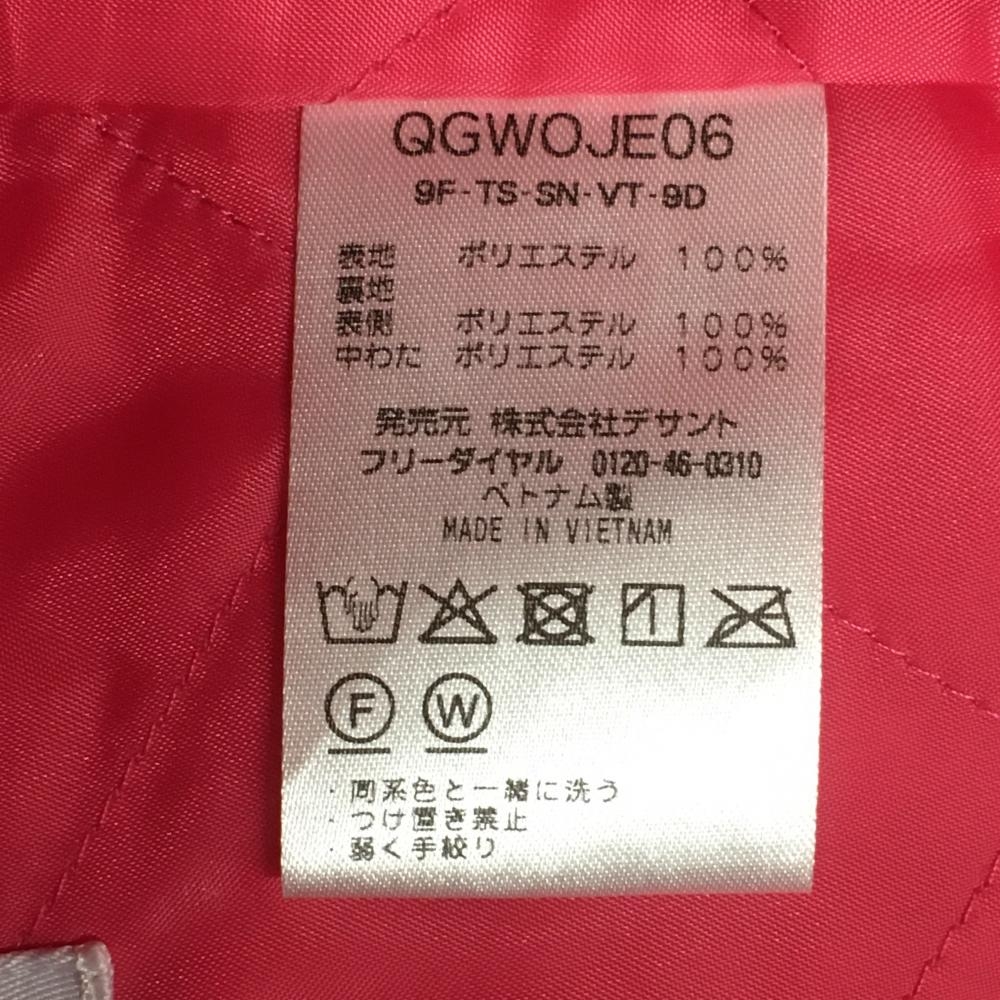 QGWOJE06
9F-TS-SN-VT-9D
表地 ポリエステル 100%
裏地
表側 ポリエステル 100%
中わた ポリエステル 100%
発売元 株式会社デサント
フリーダイヤル 0120-46-0310
ベトナム製
MADE IN VIETNAM
F W
・同系色と一緒に洗う
・つけ置き禁止
・弱く手絞り